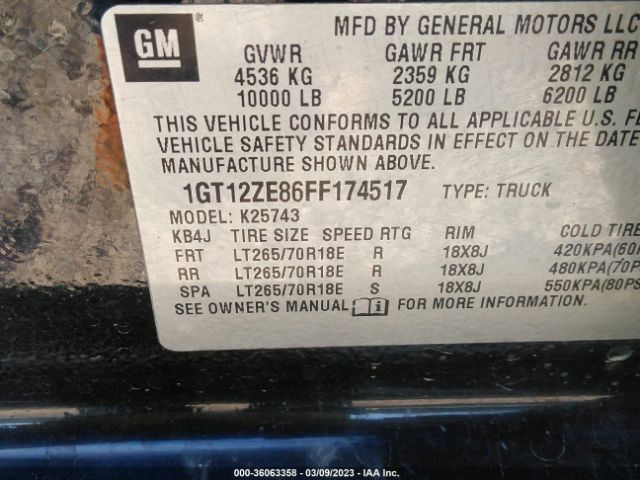 GM
MFD BY GENERAL MOTORS LLC
GVWR GAWR FRT GAWR RR
4536 KG 2359 KG 2812 KG
10000 LB 5200 LB 6200 LB
THIS VEHICLE CONFORMS TO ALL APPLICABLE U.S. FE
VEHICLE SAFETY STANDARDS IN EFFECT ON THE DATE
MANUFACTURE SHOWN ABOVE.
1GT12ZE86FF174517 TYPE: TRUCK
MODEL: K25743
KB4J TIRE SIZE SPEED RTG RIM COLD TIRE
FRT LT265/70R18E R 18X8J 420KPA(60P
RR LT265/70R18E R 18X8J 480KPA(70P
SPA LT265/70R18E S 18X8J 550KPA(80PS
SEE OWNER'S MANUAL FOR MORE INFORMATION.
000-36063358 - 03/09/2023 - IAA Inc.